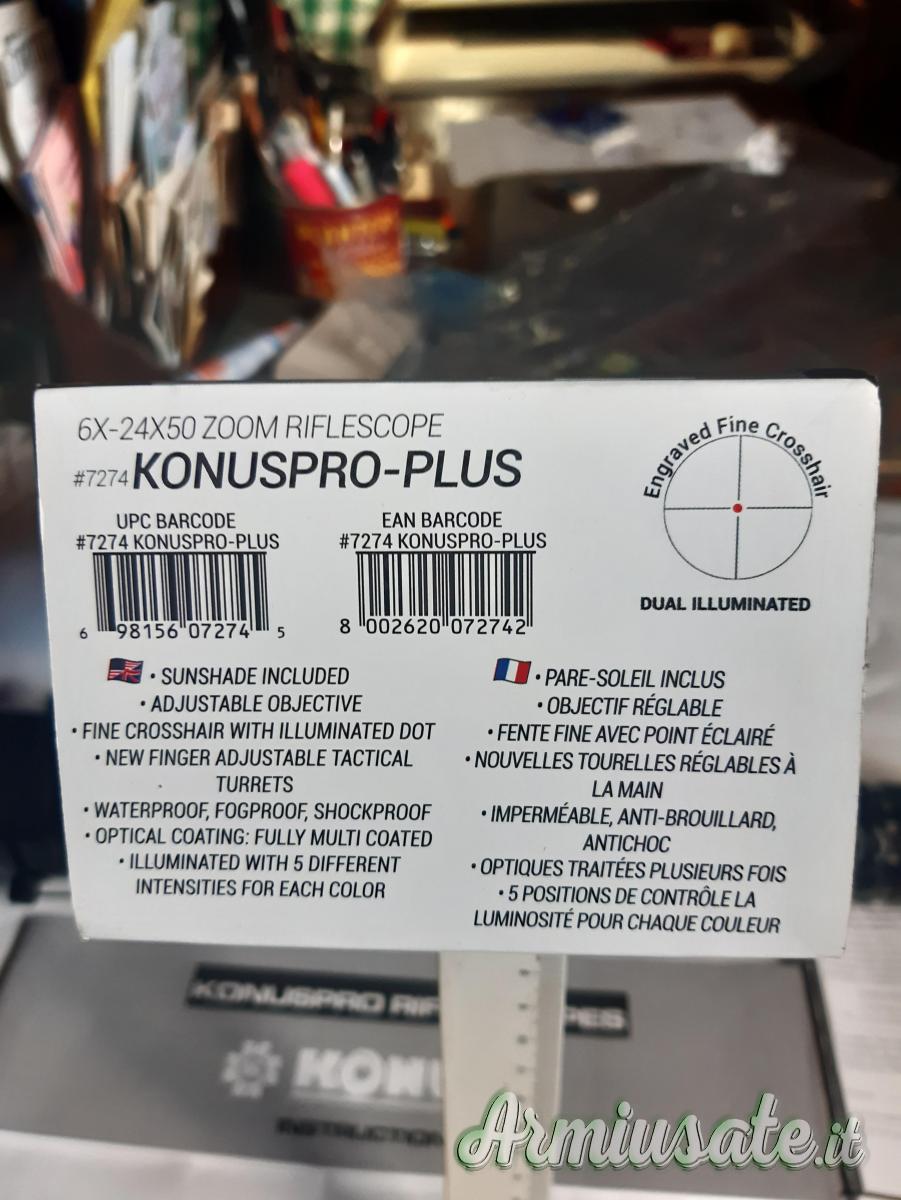 6X-24X50 ZOOM RIFLESCOPE
#7274 KONUSPRO-PLUS
Engraved Fine Crosshair
DUAL ILLUMINATED
UPC BARCODE
#7274 KONUSPRO-PLUS
6 98156 07274 5
EAN BARCODE
#7274 KONUSPRO-PLUS
8 002620 072742
• SUNSHADE INCLUDED
• ADJUSTABLE OBJECTIVE
• FINE CROSSHAIR WITH ILLUMINATED DOT
• NEW FINGER ADJUSTABLE TACTICAL
TURRETS
• WATERPROOF, FOGPROOF, SHOCKPROOF
• OPTICAL COATING: FULLY MULTI COATED
• ILLUMINATED WITH 5 DIFFERENT
INTENSITIES FOR EACH COLOR
• PARE-SOLEIL INCLUS
• OBJECTIF RÉGLABLE
• FENTE FINE AVEC POINT ÉCLAIRÉ
• NOUVELLES TOURELLES RÉGLABLES À
LA MAIN
• IMPERMÉABLE, ANTI-BROUILLARD,
ANTICHOC
• OPTIQUES TRAITÉES PLUSIEURS FOIS
• 5 POSITIONS DE CONTRÔLE LA
LUMINOSITÉ POUR CHAQUE COULEUR
KONUSPRO
KONU
INSTRUCTION
Armiusate.it